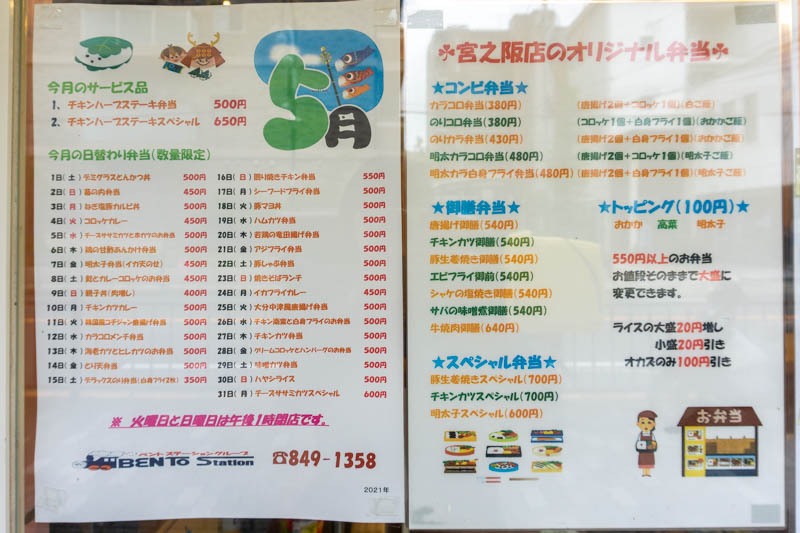 5月
今月のサービス品
1、 チキンハーブステーキ弁当 500円
2、 チキンハーブステーキスペシャル 650円
今月の日替わり弁当(数量限定)
1日(土) デミグラスとんかつ丼 500円
2日(日) 幕の内弁当 450円
3日(月) ねぎ塩豚カルビ丼 500円
4日(火) コロッケカレー 450円
5日(水) チーズササミカツとホカツのお弁当 500円
6日(木) 鶏の甘酢あんかけ弁当 500円
7日(金) 明太子弁当(イカ天のせ) 450円
8日(土) 鮭とカレーコロッケのお弁当 450円
9日(日) 親子丼(肉増し) 400円
10日(月) チキンカツカレー 500円
11日(火) 韓国風コチジャン唐揚げ弁当 500円
12日(水) カラコロメンチ弁当 500円
13日(木) 海老カツとヒレカツのお弁当 500円
14日(金) とり天弁当 500円
15日(土) デラックスのり弁当(白身フライ2枚) 350円
16日(日) 照り焼きチキン弁当 550円
17日(月) シーフードフライ弁当 500円
18日(火) 豚マヨ丼 500円
19日(水) ハムカツ弁当 500円
20日(木) 若鶏の竜田揚げ弁当 500円
21日(金) アジフライ弁当 500円
22日(土) 豚しゃぶ弁当 500円
23日(日) 焼きそばランチ 500円
24日(月) イカフライカレー 450円
25日(火) 大分中津風唐揚げ弁当 500円
26日(水) チキン南蛮と白身フライのお弁当 500円
27日(木) チキンカツ弁当 500円
28日(金) クリームコロッケとハンバーグのお弁当 500円
29日(土) 味噌カツ弁当 500円
30日(日) ハヤシライス 500円
31日(月) チーズササミカツスペシャル 600円
※ 火曜日と日曜日は午後1時閉店です。
ベントステーショングループ
BENTO Station ☎849-1358
2021年
☘宮之阪店のオリジナル弁当☘
★コンビ弁当★
カラコロ弁当(380円) (唐揚げ2個+コロッケ1個)(白ご飯)
のりコロ弁当(380円) (コロッケ1個+白身フライ1個)(おかかご飯)
のりカラ弁当(430円) (唐揚げ2個+白身フライ1個)(おかかご飯)
明太カラコロ弁当(480円) (唐揚げ2個+コロッケ1個)(明太子ご飯)
明太カラ白身フライ弁当(480円) (唐揚げ2個+白身フライ1個)(明太子ご飯)
★御膳弁当★
唐揚げ御膳(540円)
チキンカツ御膳(540円)
豚生姜焼き御膳(540円)
エビフライ御前(540円)
シャケの塩焼き御膳(540円)
サバの味噌煮御膳(540円)
牛焼肉御膳(640円)
★スペシャル弁当★
豚生姜焼きスペシャル(700円)
チキンカツスペシャル(700円)
明太子スペシャル(600円)
★トッピング(100円)★
おかか 高菜 明太子
550円以上のお弁当
お値段そのままで大盛に
変更できます。
ライスの大盛20円増し
小盛20円引き
オカズのみ100円引き
お弁当